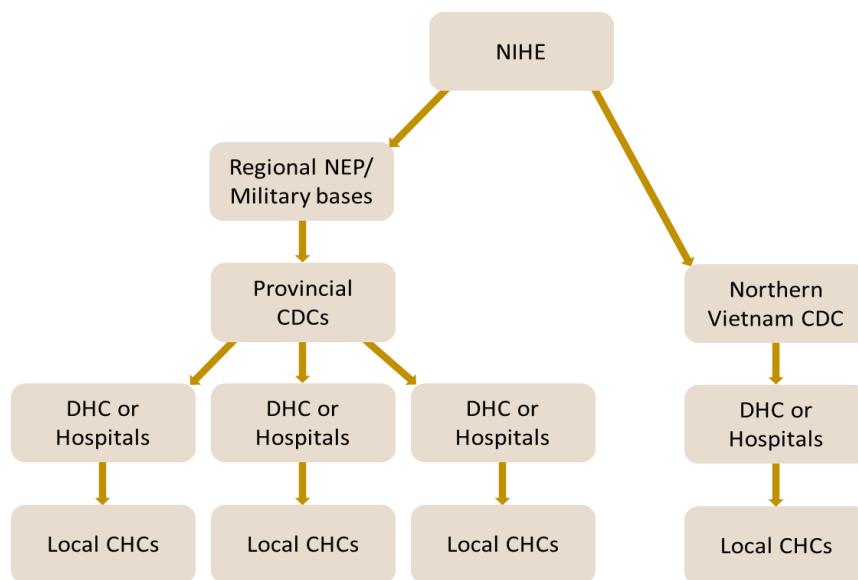 NIHE
Regional NEP/
Military bases
Provincial
CDCs
Northern
Vietnam CDC
DHC or
Hospitals
DHC or
Hospitals
DHC or
Hospitals
DHC or
Hospitals
Local CHCs
Local CHCs
Local CHCs
Local CHCs